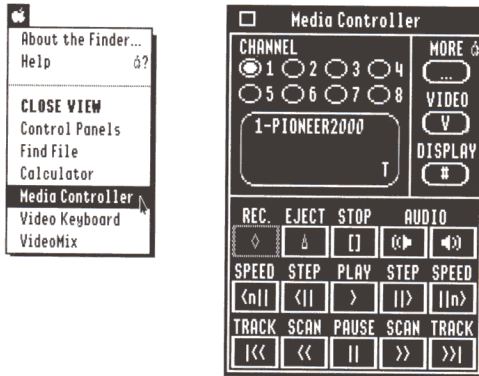 About the Finder...
Help ?
CLOSE VIEW
Control Panels
Find File
Calculator
Media Controller
Video Keyboard
VideoMix
Media Controller
CHANNEL
1 2 3 4
5 6 7 8
1-PIONEER2000
T
MORE
...
VIDEO
V
DISPLAY
#
REC. EJECT STOP AUDIO
[]
SPEED STEP PLAY STEP SPEED
<n|| <|| > ||> ||n>
TRACK SCAN PAUSE SCAN TRACK
|<< << || >> >>|